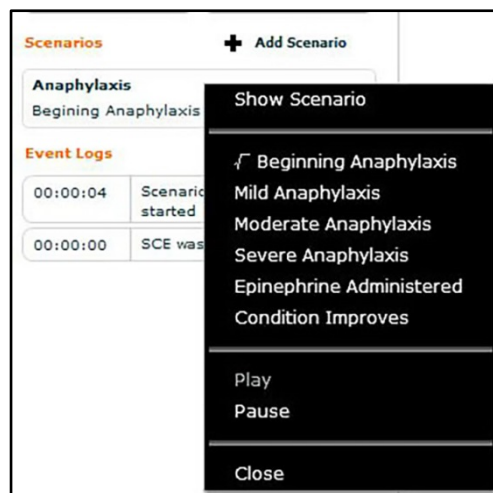 Scenarios
✚ Add Scenario
Anaphylaxis
Begining Anaphylaxis
Show Scenario
√ Beginning Anaphylaxis
Mild Anaphylaxis
Moderate Anaphylaxis
Severe Anaphylaxis
Epinephrine Administered
Condition Improves
Play
Pause
Close
Event Logs
00:00:04
started
00:00:00
SCE was